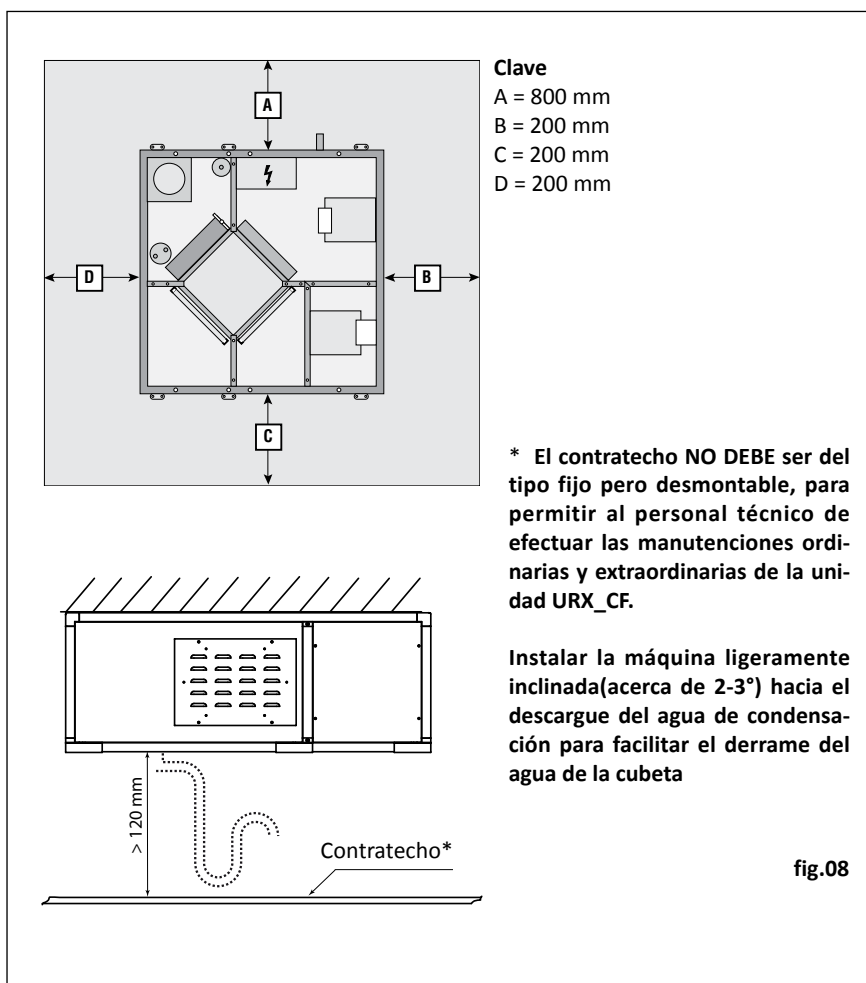 Clave
A = 800 mm
B = 200 mm
C = 200 mm
D = 200 mm
A
D
B
C
* El contratecho NO DEBE ser del
tipo fijo pero desmontable, para
permitir al personal técnico de
efectuar las manutenciones ordi-
narias y extraordinarias de la uni-
dad URX_CF.
Instalar la máquina ligeramente
inclinada(acerca de 2-3°) hacia el
descargue del agua de condensa-
ción para facilitar el derrame del
agua de la cubeta
> 120 mm
Contratecho*
fig.08